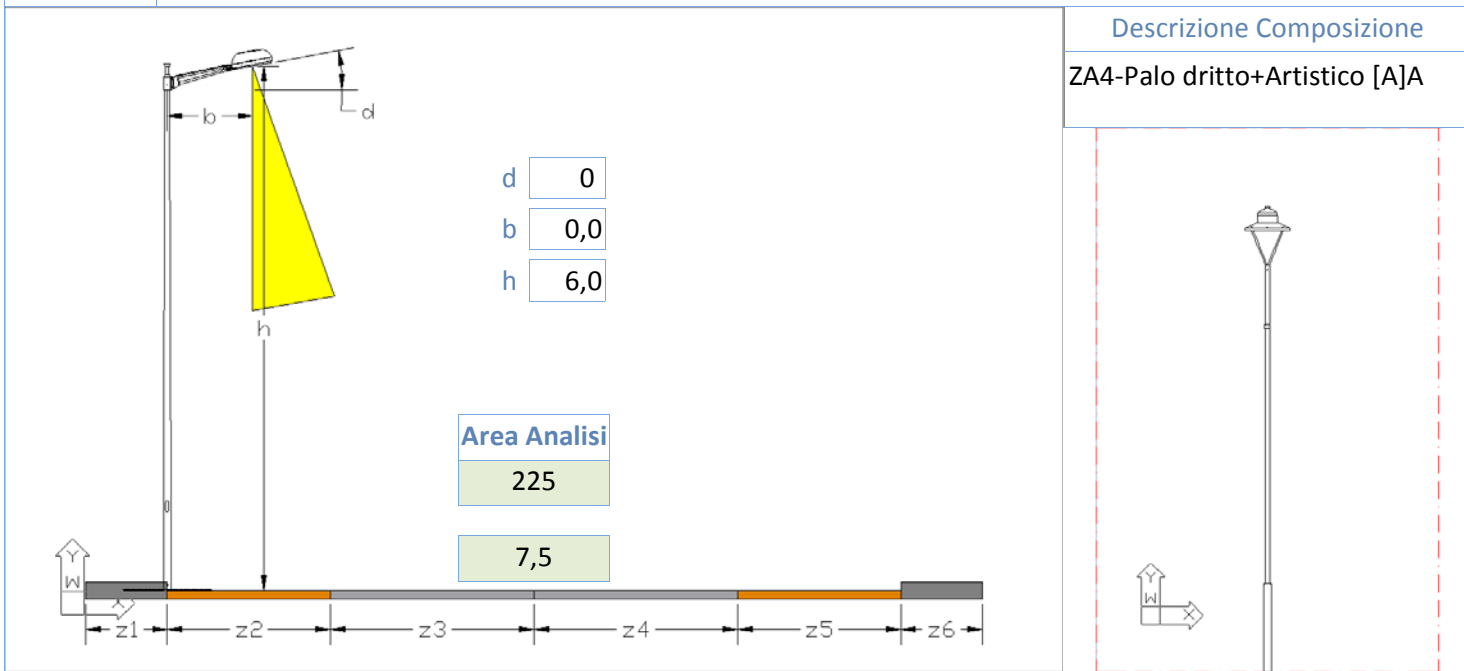 Descrizione Composizione
ZA4-Palo dritto+Artistico [A]A
b
d
d 0
b 0,0
h 6,0
h
Area Analisi
225
7,5
Y
W
X
z1 z2 z3 z4 z5 z6
Y
W
X